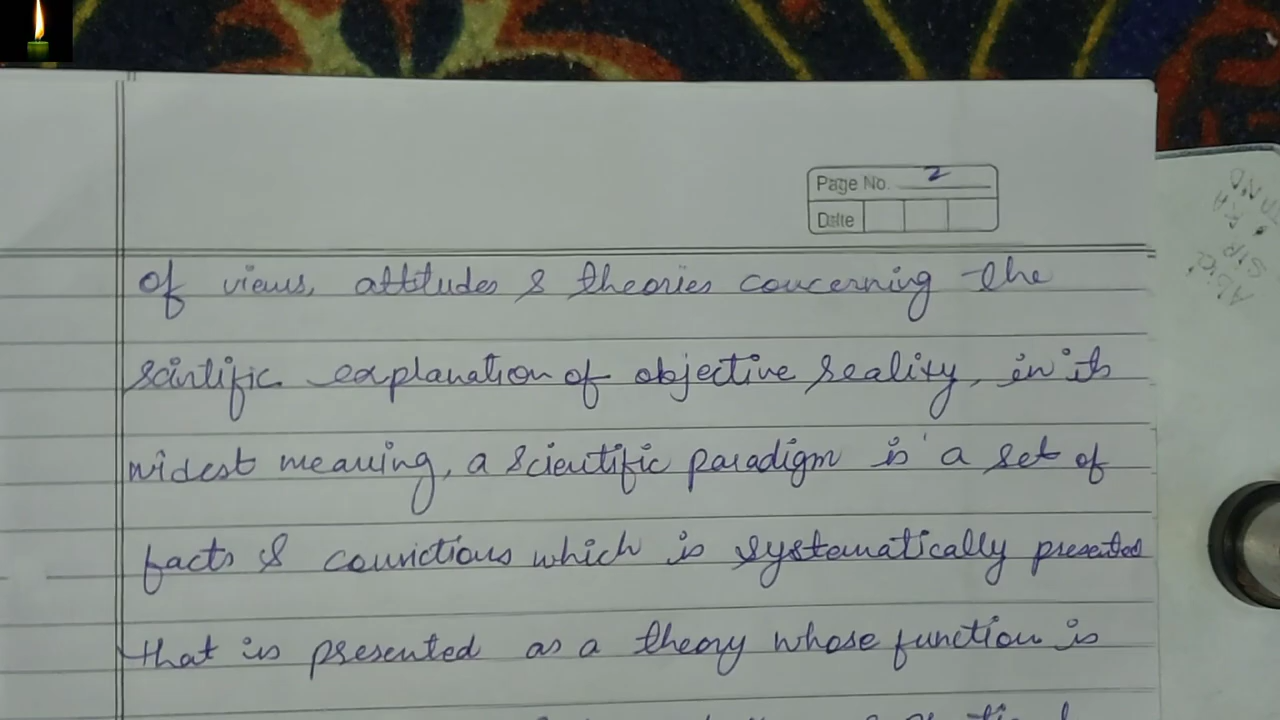 Page No. 2
Date
of views, attitudes & theories concerning the
scintific explanation of objective reality, in its
widest meaning, a scientific paradigm is a set of
facts & convictions which is systematically presented
that is presented as a theory whose function is